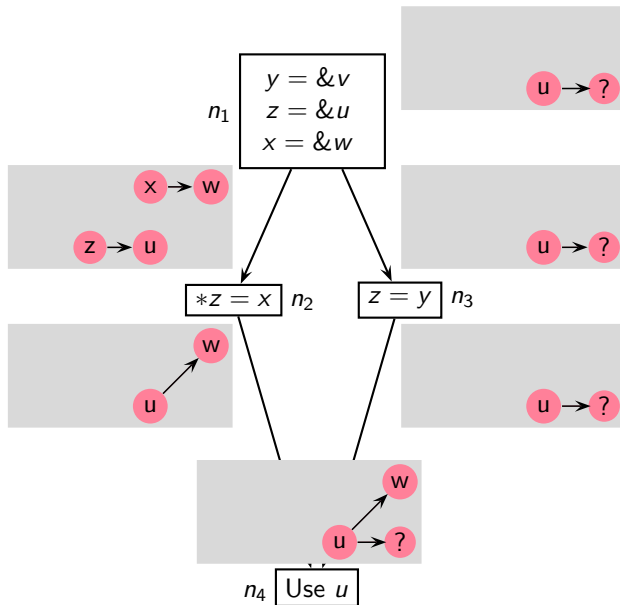 u ?
y = &v
n1 z = &u
x = &w
x w
z u
u ?
*z = x n2
z = y n3
w
u
u ?
w
u ?
n4 Use u